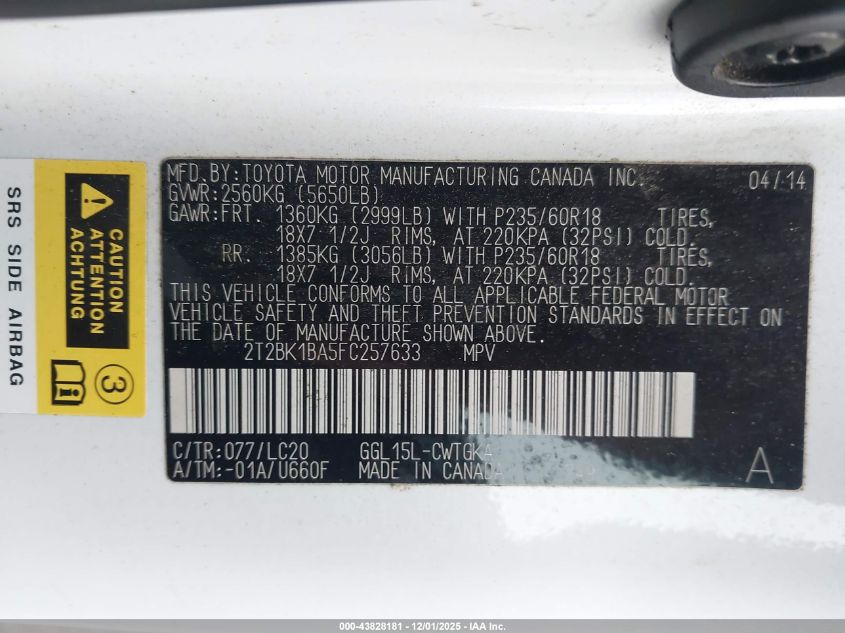 MFD.BY:TOYOTA MOTOR MANUFACTURING CANADA INC. 04/14
GVWR:2560KG (5650LB)
GAWR:FRT. 1360KG (2999LB) WITH P235/60R18 TIRES,
18X7 1/2J RIMS, AT 220KPA (32PSI) COLD.
RR. 1385KG (3056LB) WITH P235/60R18 TIRES,
18X7 1/2J RIMS, AT 220KPA (32PSI) COLD.
THIS VEHICLE CONFORMS TO ALL APPLICABLE FEDERAL MOTOR
VEHICLE SAFETY AND THEFT PREVENTION STANDARDS IN EFFECT ON
THE DATE OF MANUFACTURE SHOWN ABOVE.
2T2BK1BA5FC257633 MPV
C/TR:077/LC20 GGL15L-CWTGKA
A/TM:-01A/U660F MADE IN CANADA A
SRS SIDE AIRBAG
CAUTION
ATTENTION
ACHTUNG
3
000-43828181 - 12/01/2025 - IAA Inc.